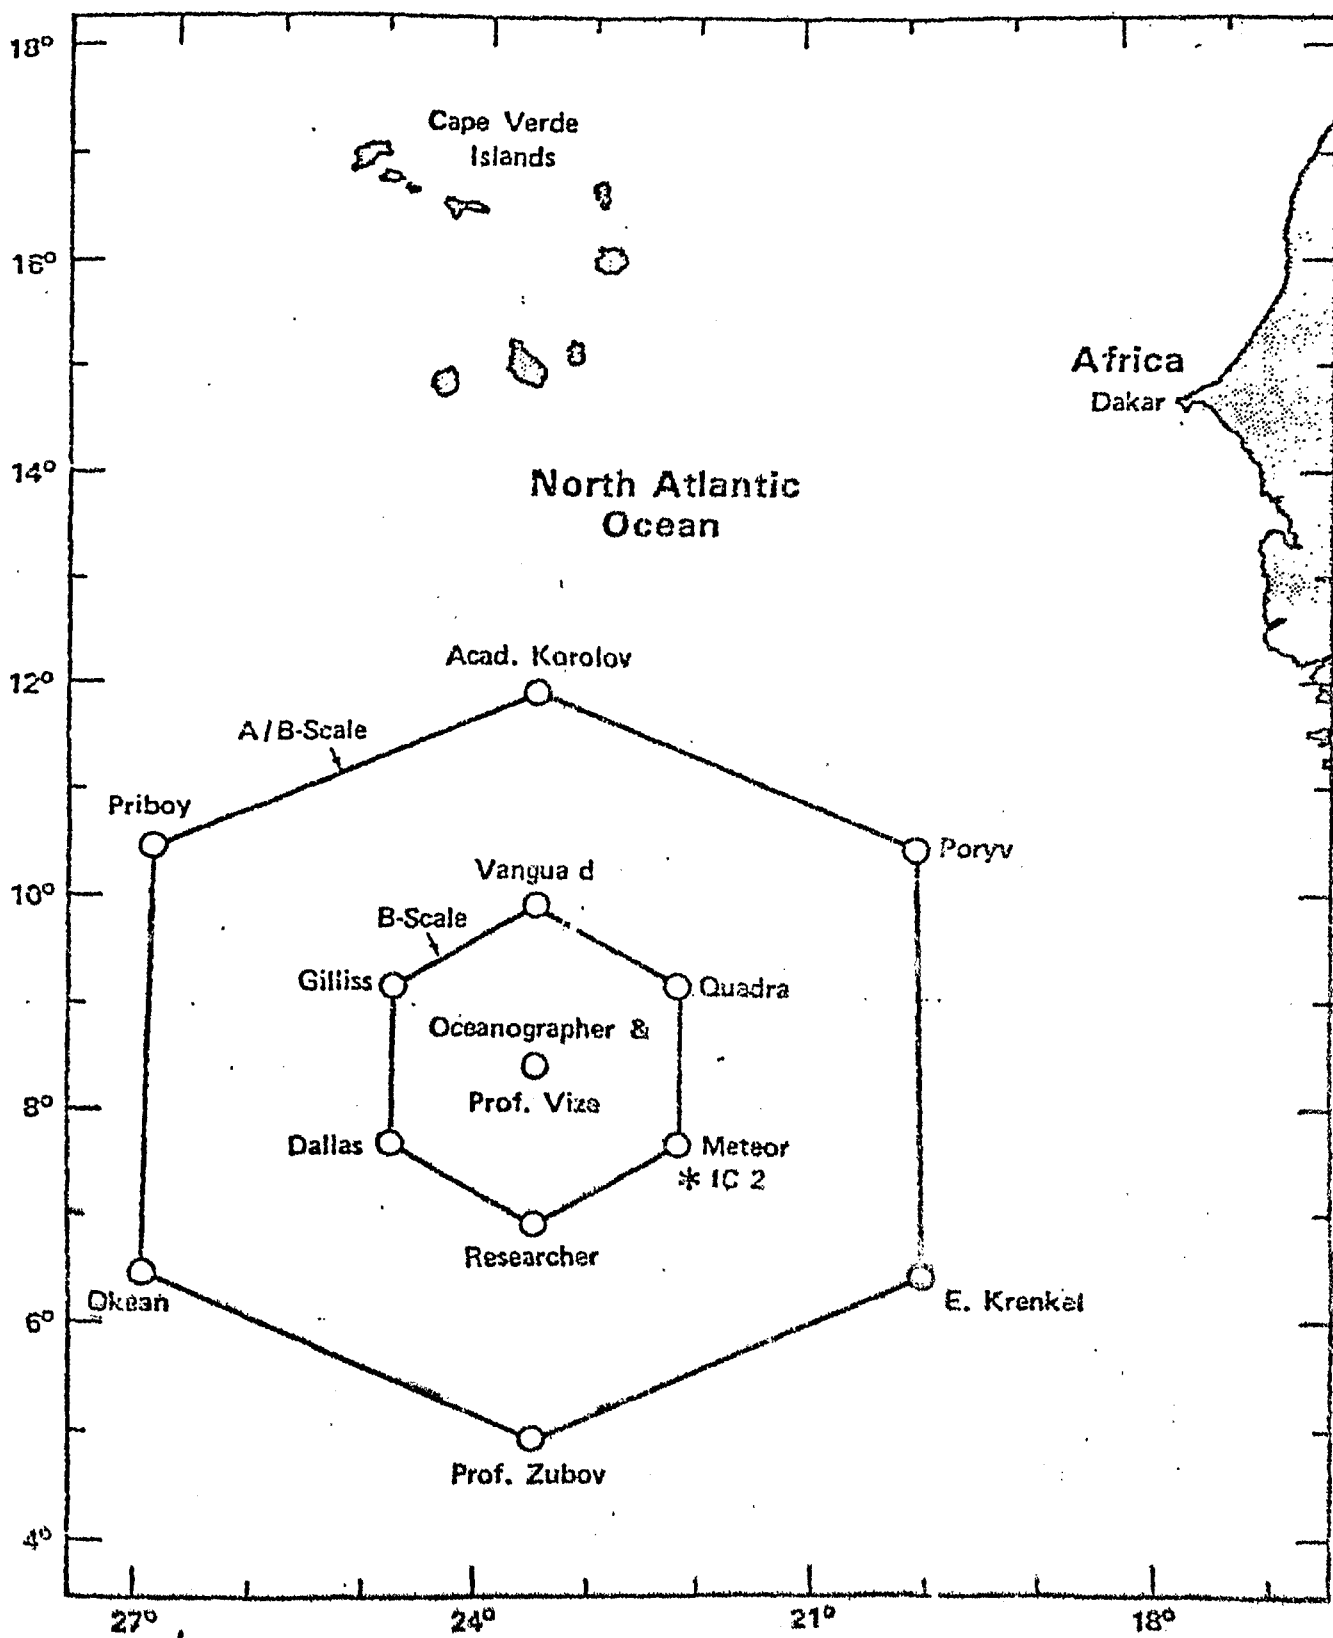 18°
Cape Verde
Islands
16°
Africa
Dakar
14°
North Atlantic
Ocean
Acad. Korolov
12°
A/B-Scale
Priboy
Poryv
Vangua d
10°
B-Scale
Gilliss
Quadra
Oceanographer &
Prof. Vize
8°
Dallas
Meteor
* IC 2
Researcher
Okean
E. Krenkel
6°
Prof. Zubov
4°
27° 24° 21° 18°